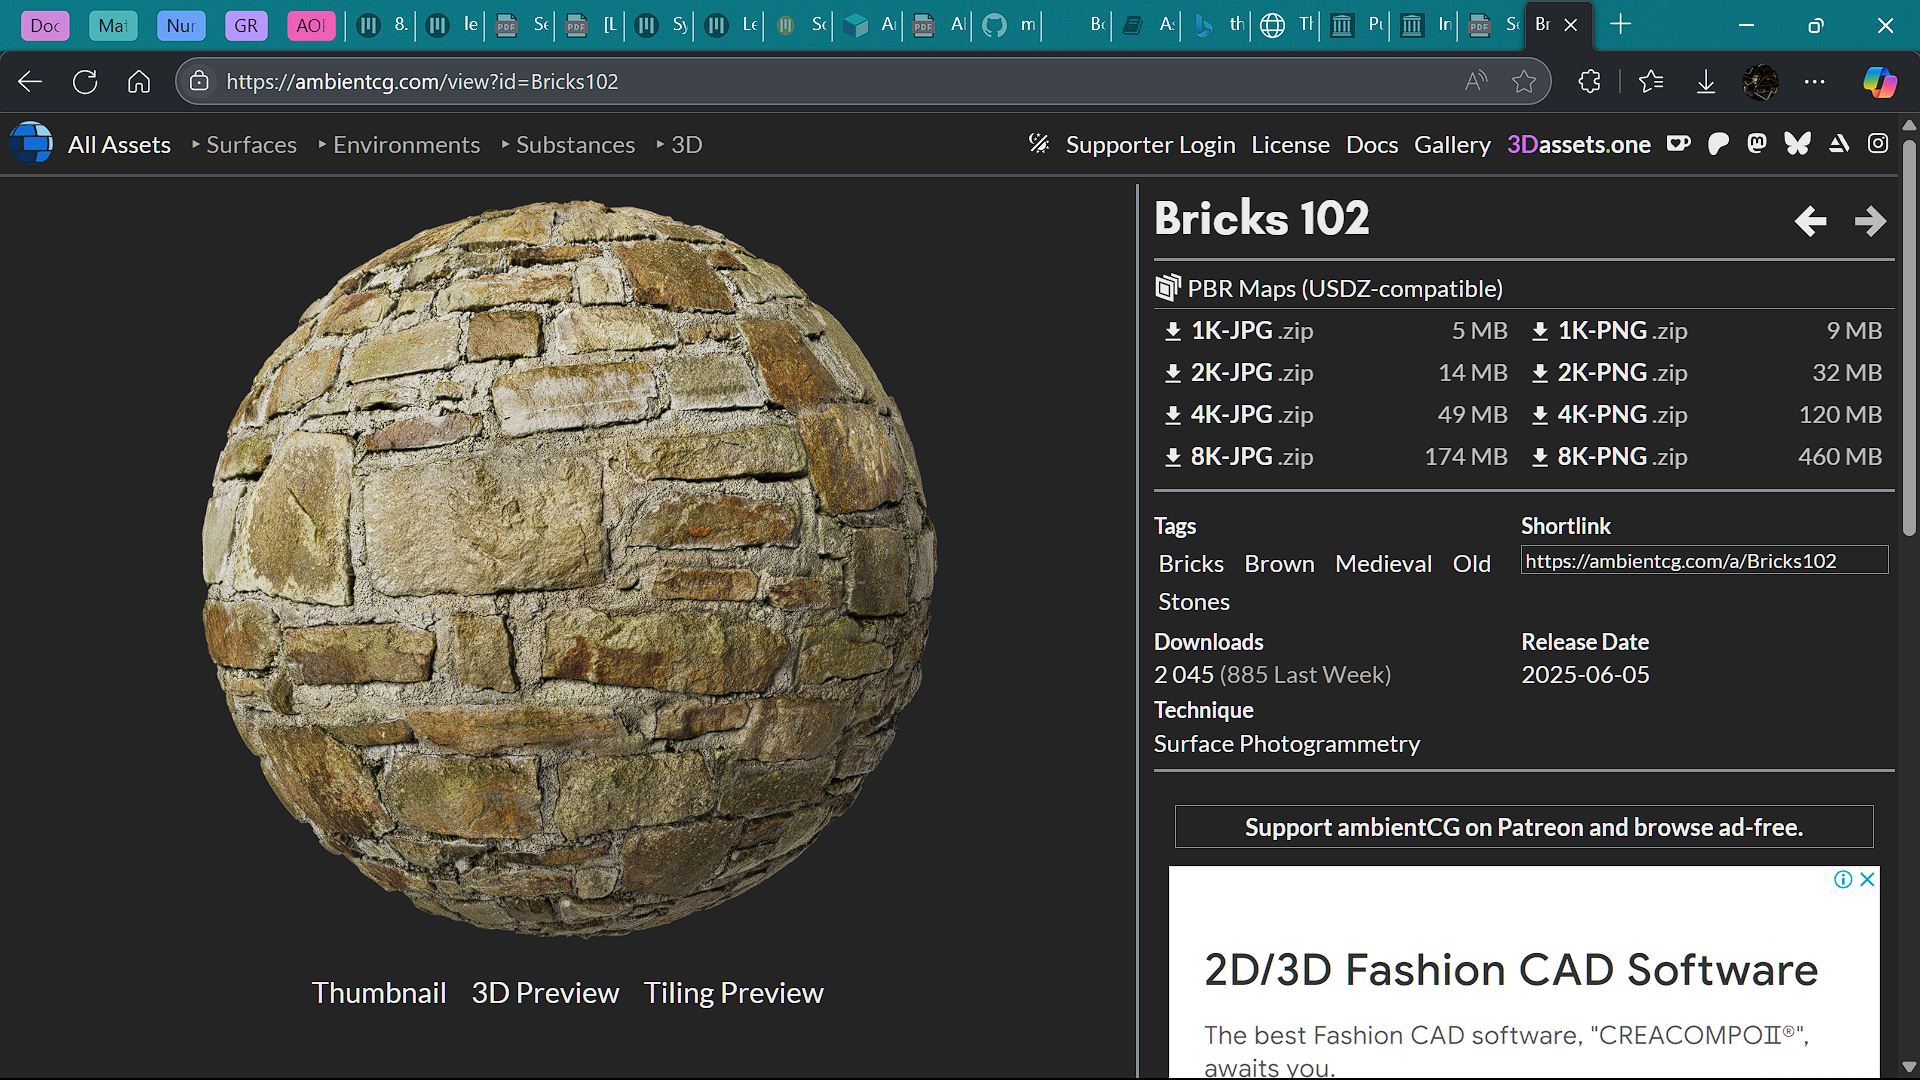 Doc
Mat
Nur
GR
AOI
8.
le
Se
[L
Sy
Le
Sc
Ar
Al
m
Bc
As
th
Th
Pu
In
Sc
Br
https://ambientcg.com/view?id=Bricks102
All Assets
Surfaces
Environments
Substances
3D
Supporter Login
License
Docs
Gallery
3Dassets.one
Bricks 102
PBR Maps (USDZ-compatible)
1K-JPG .zip 5 MB 1K-PNG .zip 9 MB
2K-JPG .zip 14 MB 2K-PNG .zip 32 MB
4K-JPG .zip 49 MB 4K-PNG .zip 120 MB
8K-JPG .zip 174 MB 8K-PNG .zip 460 MB
Tags
Bricks Brown Medieval Old
Stones
Shortlink
https://ambientcg.com/a/Bricks102
Downloads
2 045 (885 Last Week)
Release Date
2025-06-05
Technique
Surface Photogrammetry
Support ambientCG on Patreon and browse ad-free.
2D/3D Fashion CAD Software
The best Fashion CAD software, "CREACOMPOⅡ®",
awaits you.
Thumbnail 3D Preview Tiling Preview